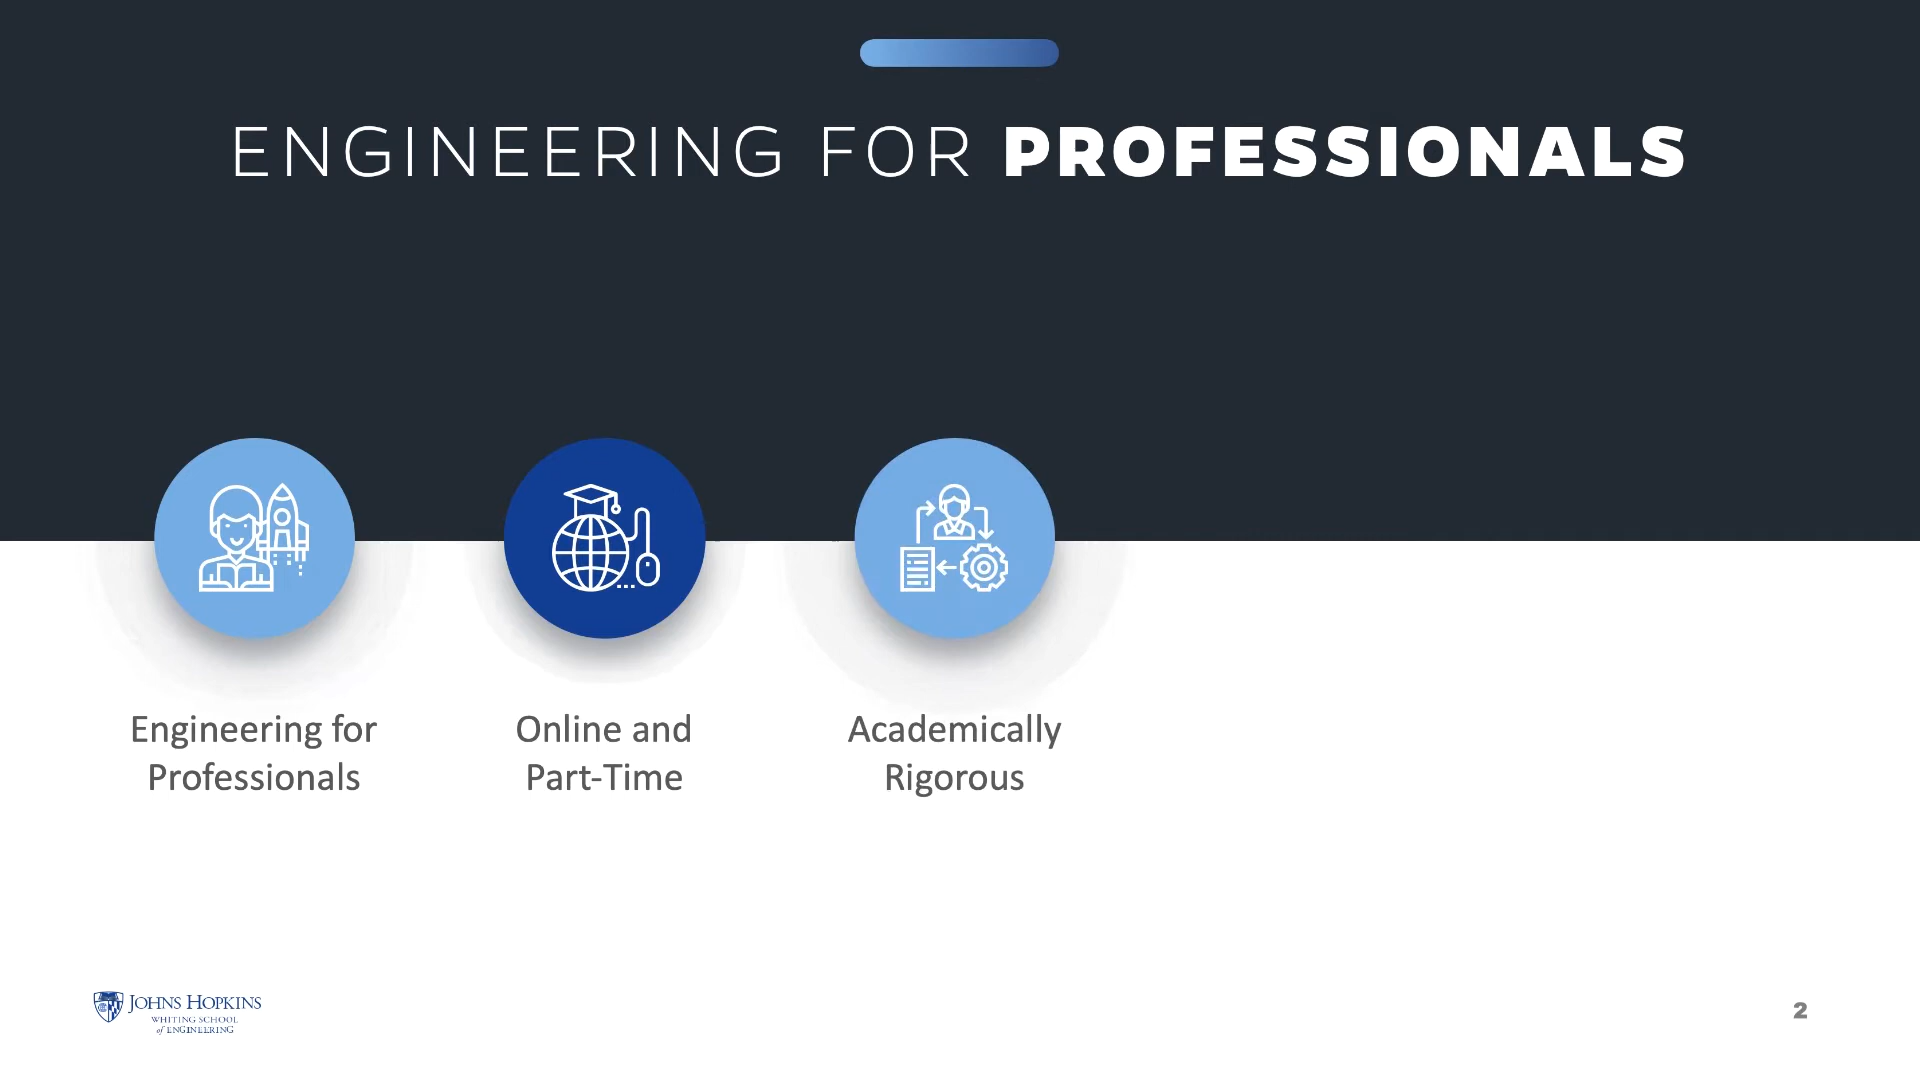 ENGINEERING FOR PROFESSIONALS
Engineering for
Professionals
Online and
Part-Time
Academically
Rigorous
JOHNS HOPKINS
WHITING SCHOOL
of ENGINEERING
2